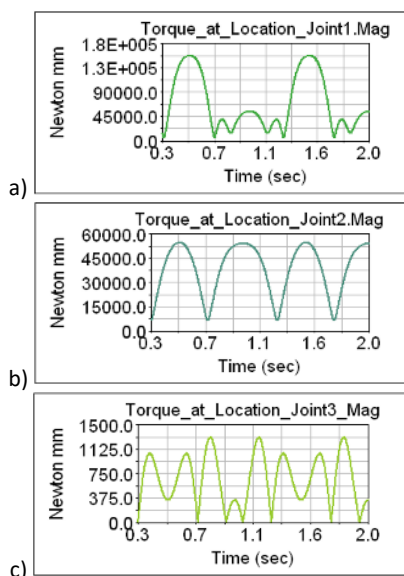 Torque_at_Location_Joint1.Mag
1.8E+005
1.3E+005
90000.0
45000.0
0.0
Newton mm
0.3 0.7 1.1 1.6 2.0
Time (sec)
a)
Torque_at_Location_Joint2.Mag
60000.0
45000.0
30000.0
15000.0
0.0
Newton mm
0.3 0.7 1.1 1.6 2.0
Time (sec)
b)
Torque_at_Location_Joint3_Mag
1500.0
1125.0
750.0
375.0
0.0
Newton mm
0.3 0.7 1.1 1.6 2.0
Time (sec)
c)